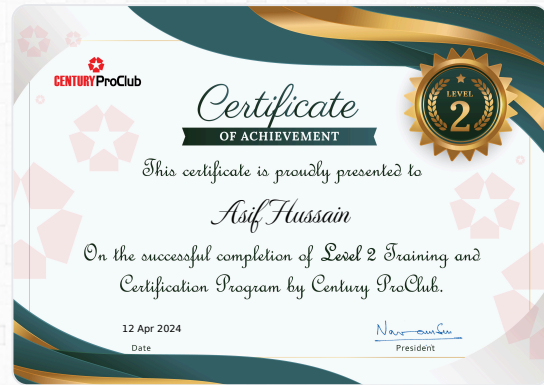 CENTURY ProClub
Certificate
OF ACHIEVEMENT
LEVEL
2
This certificate is proudly presented to
Asif Hussain
On the successful completion of Level 2 Training and
Certification Program by Century ProClub.
12 Apr 2024
Date
President